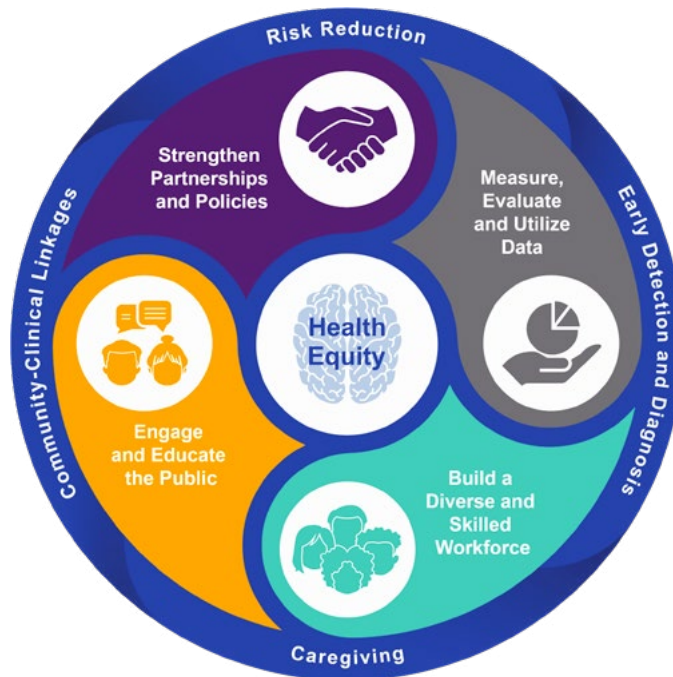 Risk Reduction
Strengthen
Partnerships
and Policies
Measure,
Evaluate
and Utilize
Data
Community-Clinical Linkages
Early Detection and Diagnosis
Health
Equity
Engage
and Educate
the Public
Build a
Diverse and
Skilled
Workforce
Caregiving